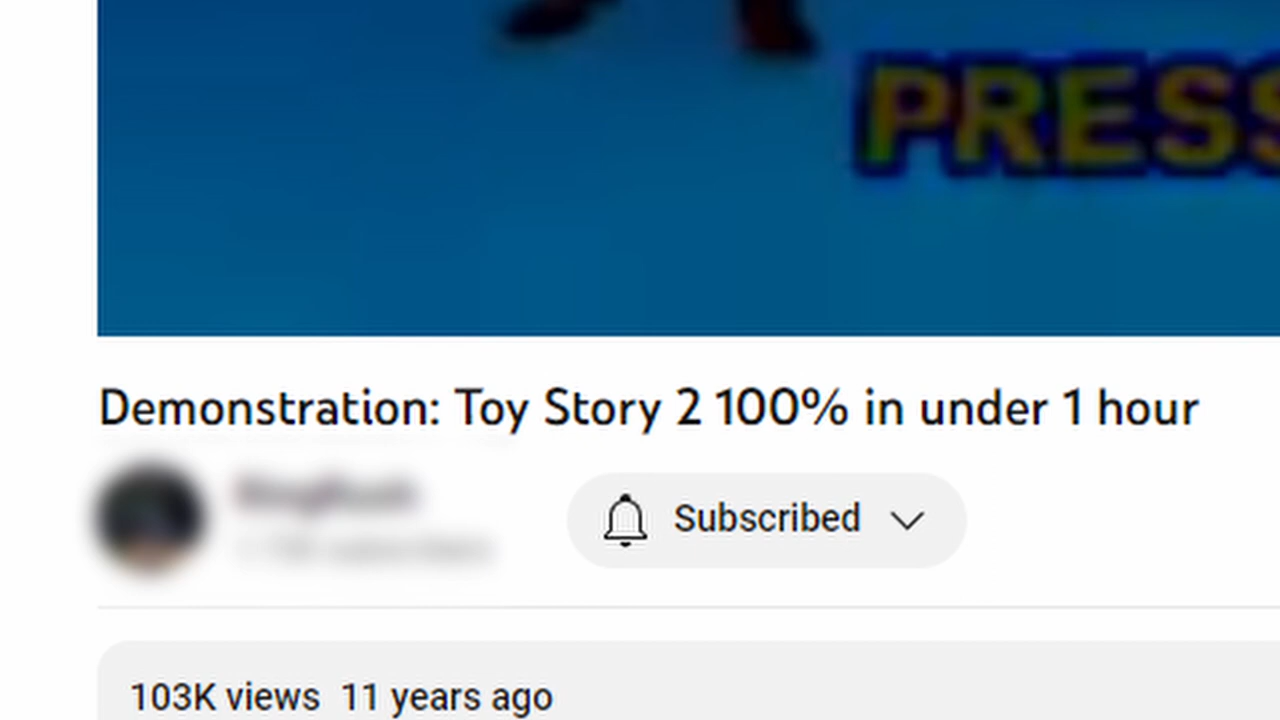 PRESS
Demonstration: Toy Story 2 100% in under 1 hour
Subscribed
103K views 11 years ago